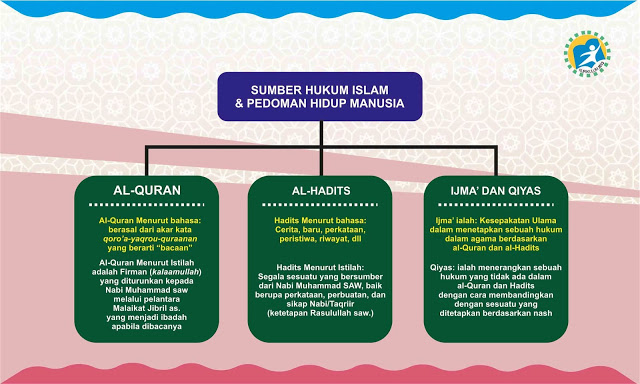 SUMBER HUKUM ISLAM
& PEDOMAN HIDUP MANUSIA
AL-QURAN
Al-Quran Menurut bahasa:
berasal dari akar kata
qoro'a-yaqrou-quraanan
yang berarti “bacaan”
Al-Quran Menurut Istilah
adalah Firman (kalaamullah)
yang diturunkan kepada
Nabi Muhammad saw
melalui pelantara
Malaikat Jibril as.
yang menjadi ibadah
apabila dibacanya
AL-HADITS
Hadits Menurut bahasa:
Cerita, baru, perkataan,
peristiwa, riwayat, dll
Hadits Menurut Istilah:
Segala sesuatu yang bersumber
dari Nabi Muhammad SAW, baik
berupa perkataan, perbuatan, dan
sikap Nabi/Taqriir
(ketetapan Rasulullah saw.)
IJMA' DAN QIYAS
Ijma' ialah: Kesepakatan Ulama
dalam menetapkan sebuah hukum
dalam agama berdasarkan
al-Quran dan al-Hadits
Qiyas: ialah menerangkan sebuah
hukum yang tidak ada dalam
al-Quran dan Hadits
dengan cara membandingkan
dengan sesuatu yang
ditetapkan berdasarkan nash